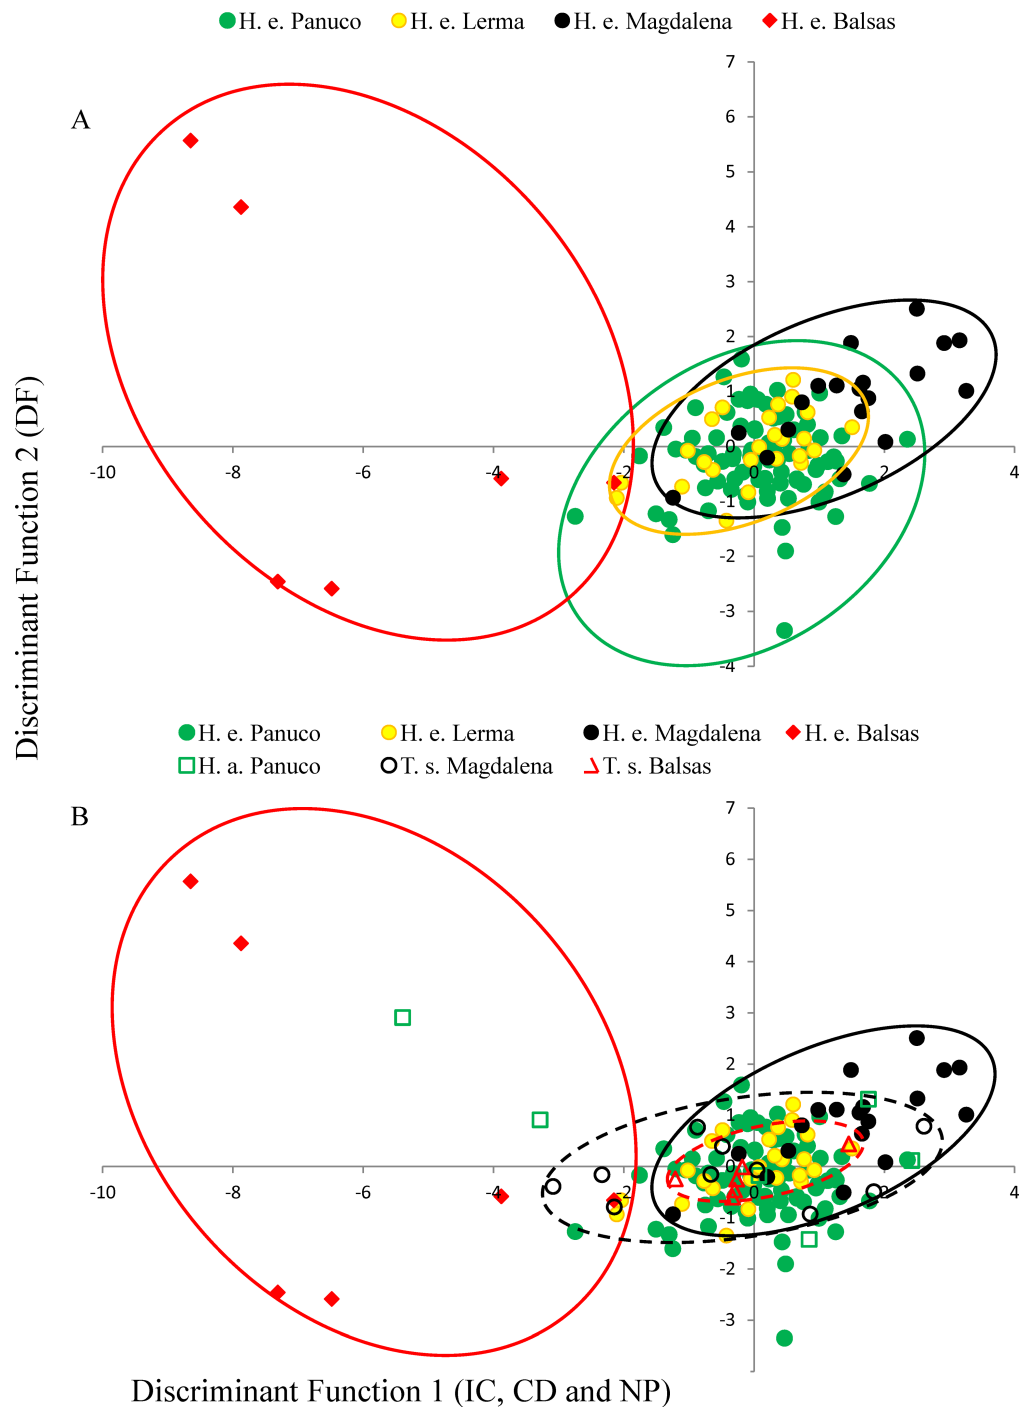 H. e. Panuco H. e. Lerma H. e. Magdalena H. e. Balsas
A
7
6
5
4
3
2
1
0
-1
-2
-3
-4
-10 -8 -6 -4 -2 0 2 4
Discriminant Function 2 (DF)
H. e. Panuco H. e. Lerma H. e. Magdalena H. e. Balsas
H. a. Panuco T. s. Magdalena T. s. Balsas
B
7
6
5
4
3
2
1
0
-1
-2
-3
-10 -8 -6 -4 -2 0 2 4
Discriminant Function 1 (IC, CD and NP)